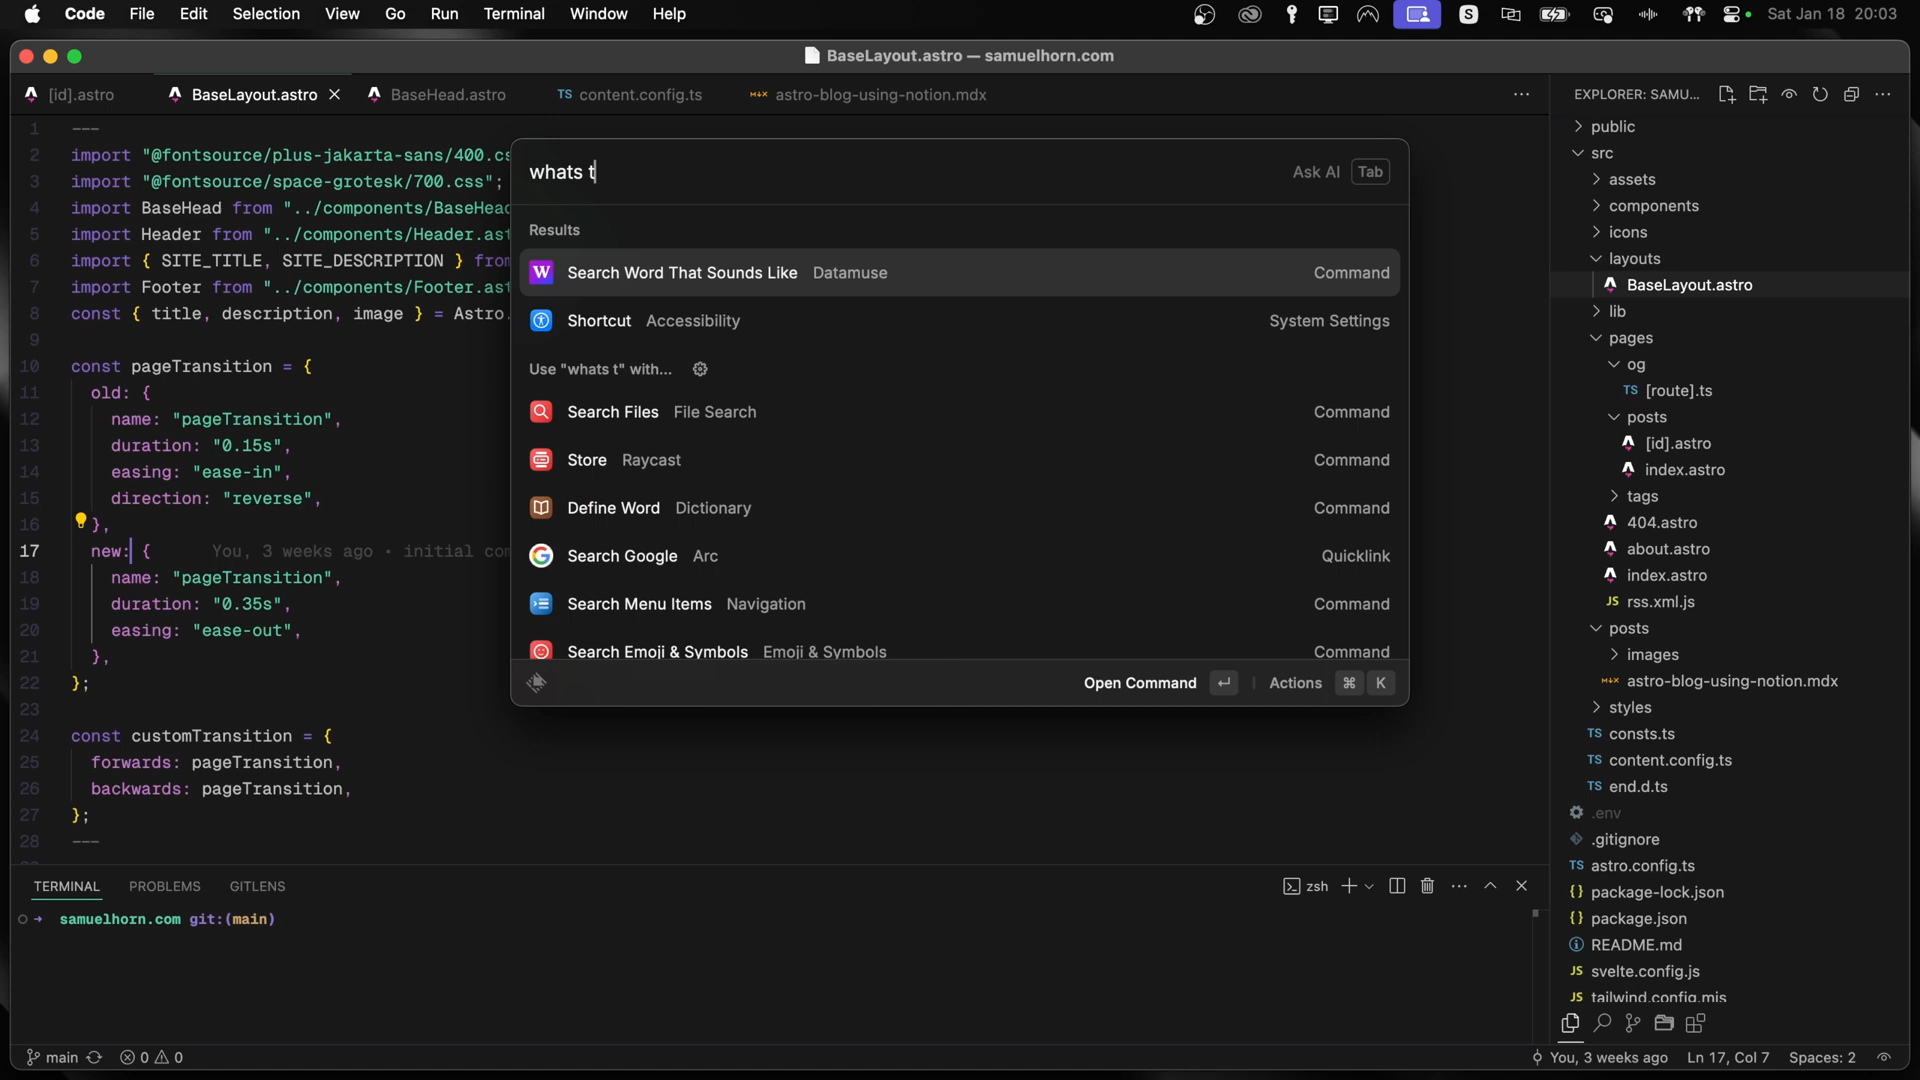 Code File Edit Selection View Go Run Terminal Window Help Sat Jan 18 20:03
BaseLayout.astro — samuelhorn.com
[id].astro BaseLayout.astro BaseHead.astro TS content.config.ts astro-blog-using-notion.mdx
1 ---
2 import "@fontsource/plus-jakarta-sans/400.cs
3 import "@fontsource/space-grotesk/700.css";
4 import BaseHead from "../components/BaseHead
5 import Header from "../components/Header.ast
6 import { SITE_TITLE, SITE_DESCRIPTION } from
7 import Footer from "../components/Footer.ast
8 const { title, description, image } = Astro.
9
10 const pageTransition = {
11 old: {
12 name: "pageTransition",
13 duration: "0.15s",
14 easing: "ease-in",
15 direction: "reverse",
16 },
17 new: { You, 3 weeks ago • initial com
18 name: "pageTransition",
19 duration: "0.35s",
20 easing: "ease-out",
21 },
22 };
23
24 const customTransition = {
25 forwards: pageTransition,
26 backwards: pageTransition,
27 };
28 ---
whats t
Ask AI Tab
Results
Search Word That Sounds Like Datamuse Command
Shortcut Accessibility System Settings
Use "whats t" with...
Search Files File Search Command
Store Raycast Command
Define Word Dictionary Command
Search Google Arc Quicklink
Search Menu Items Navigation Command
Search Emoji & Symbols Emoji & Symbols Command
Open Command ↵ Actions ⌘ K
EXPLORER: SAMU...
public
src
assets
components
icons
layouts
BaseLayout.astro
lib
pages
og
TS [route].ts
posts
[id].astro
index.astro
tags
404.astro
about.astro
index.astro
JS rss.xml.js
posts
images
astro-blog-using-notion.mdx
styles
TS consts.ts
TS content.config.ts
TS end.d.ts
.env
.gitignore
TS astro.config.ts
{} package-lock.json
{} package.json
README.md
JS svelte.config.js
JS tailwind.config.mjs
TERMINAL PROBLEMS GITLENS zsh
➜ samuelhorn.com git:(main)
main 0 0 You, 3 weeks ago Ln 17, Col 7 Spaces: 2